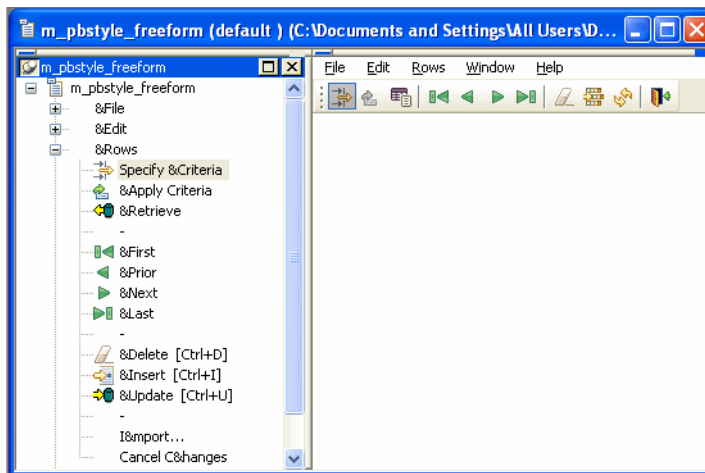 m_pbstyle_freeform (default ) (C:\Documents and Settings\All Users\D...
m_pbstyle_freeform
File Edit Rows Window Help
m_pbstyle_freeform
&File
&Edit
&Rows
Specify &Criteria
&Apply Criteria
&Retrieve
-
&First
&Prior
&Next
&Last
-
&Delete [Ctrl+D]
&Insert [Ctrl+I]
&Update [Ctrl+U]
-
I&mport...
Cancel C&hanges